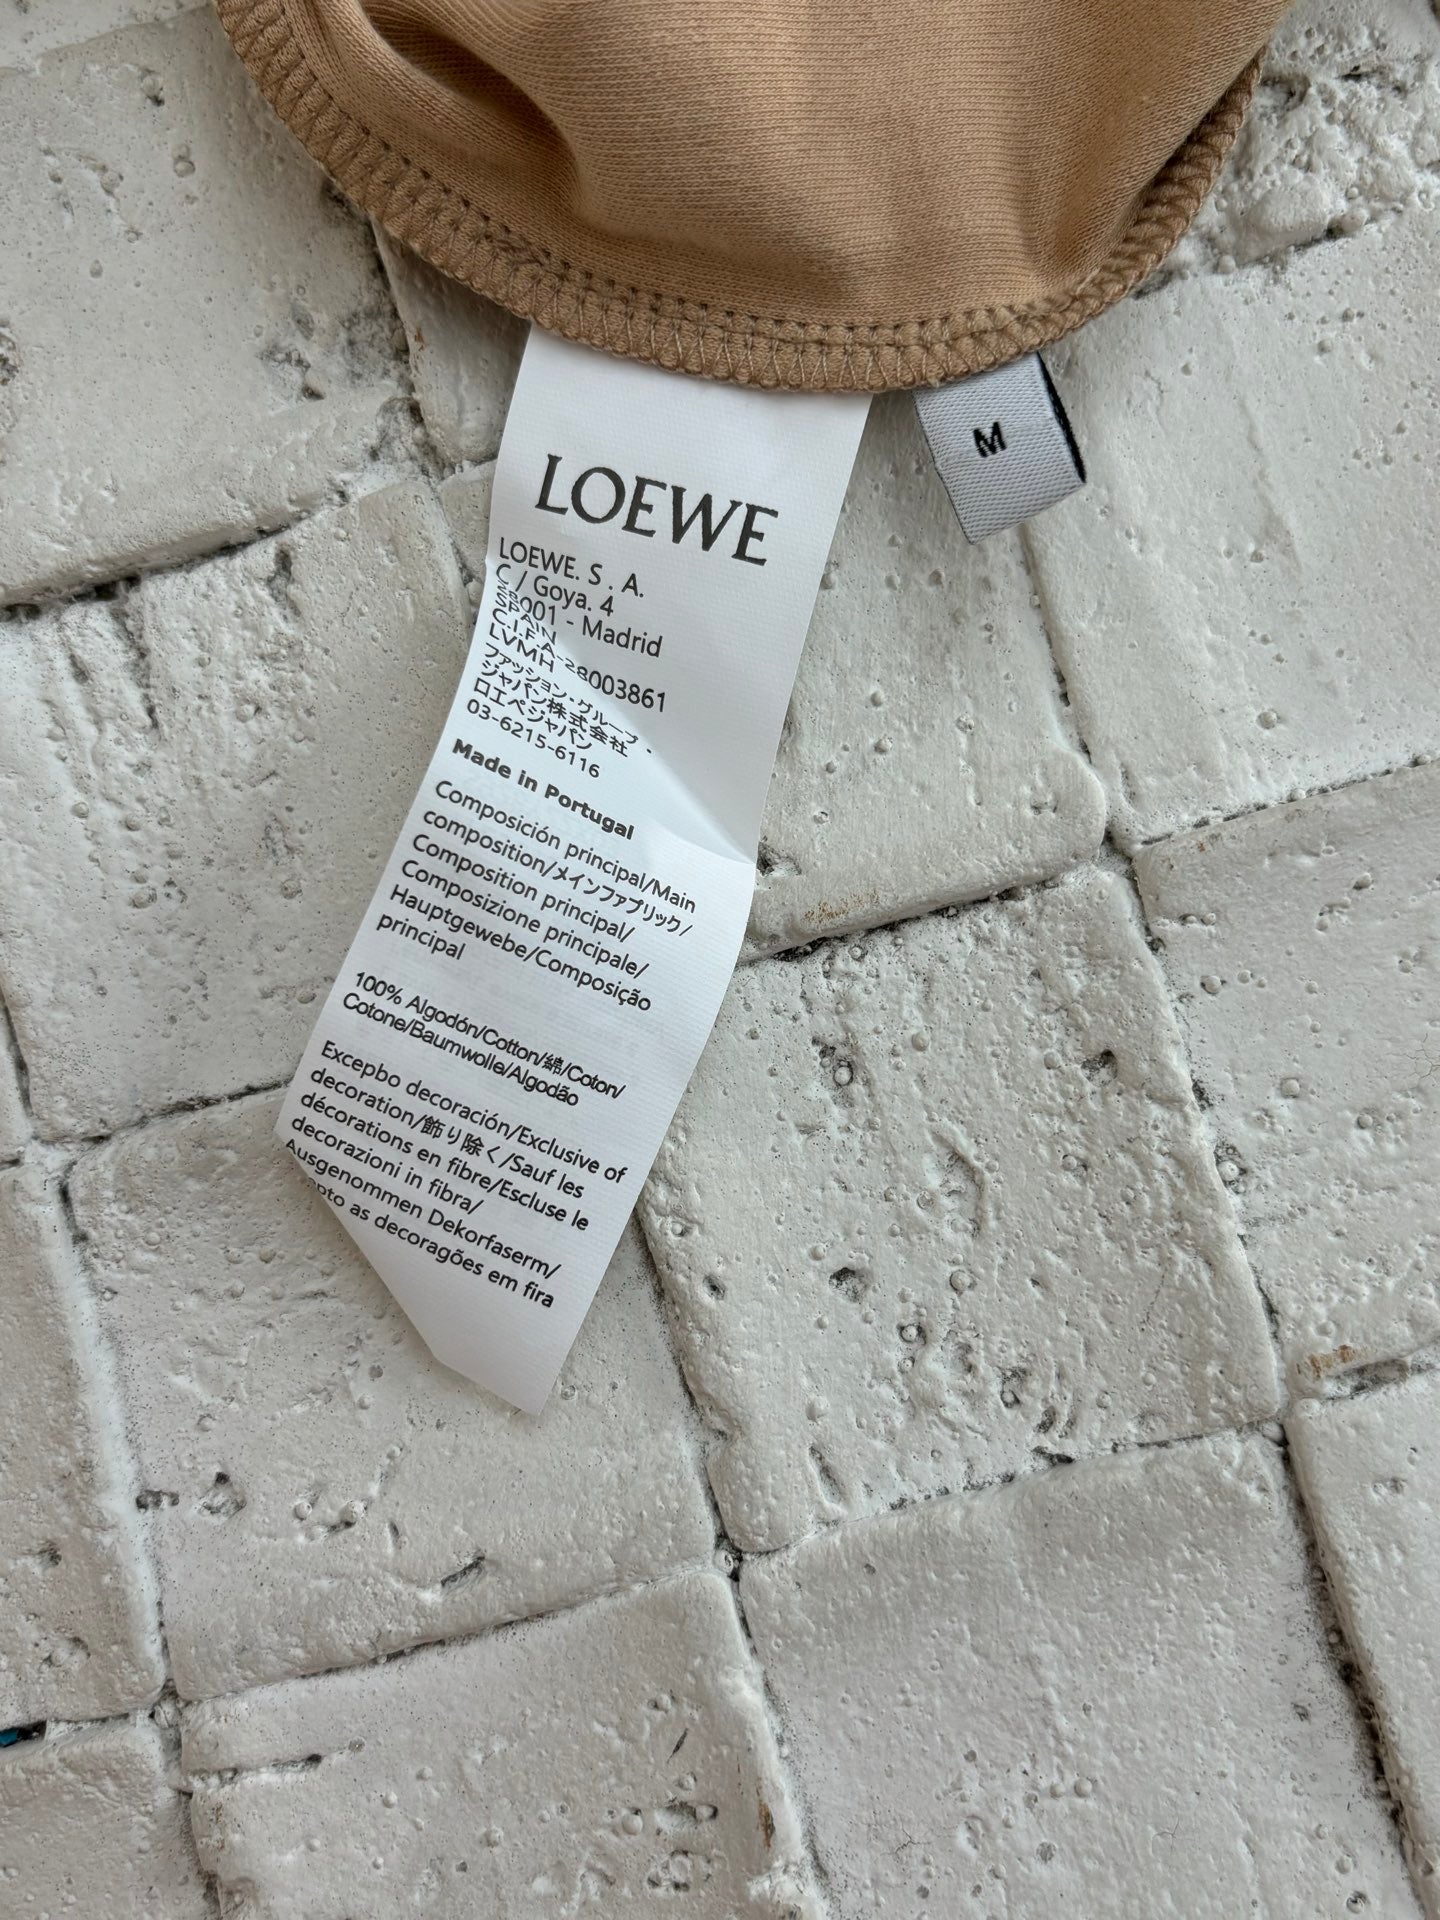 LOEWE
LOEWE. S . A.
C / Goya. 4
001 - Madrid
SPAIN
C.I.F.A-28003861
LVMH
ファッション・グループ・
ジャパン株式会社
ロエベジャパン
03-6215-6116
Made in Portugal
Composición principal/Main
composition/メインファブリック/
Composition principal/
Composizione principale/
Hauptgewebe/Composição
principal
100% Algodón/Cotton/綿/Coton/
Cotone/Baumwolle/Algodão
Excepbo decoración/Exclusive of
decoration/飾り除く/Sauf les
décorations en fibre/Escluse le
decorazioni in fibra/
Ausgenommen Dekorfaserm/
as decoragões em fira
M